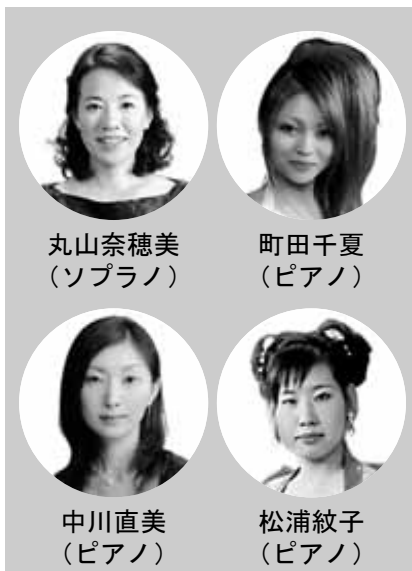 丸山奈穂美
（ソプラノ）
町田千夏
（ピアノ）
中川直美
（ピアノ）
松浦紋子
（ピアノ）